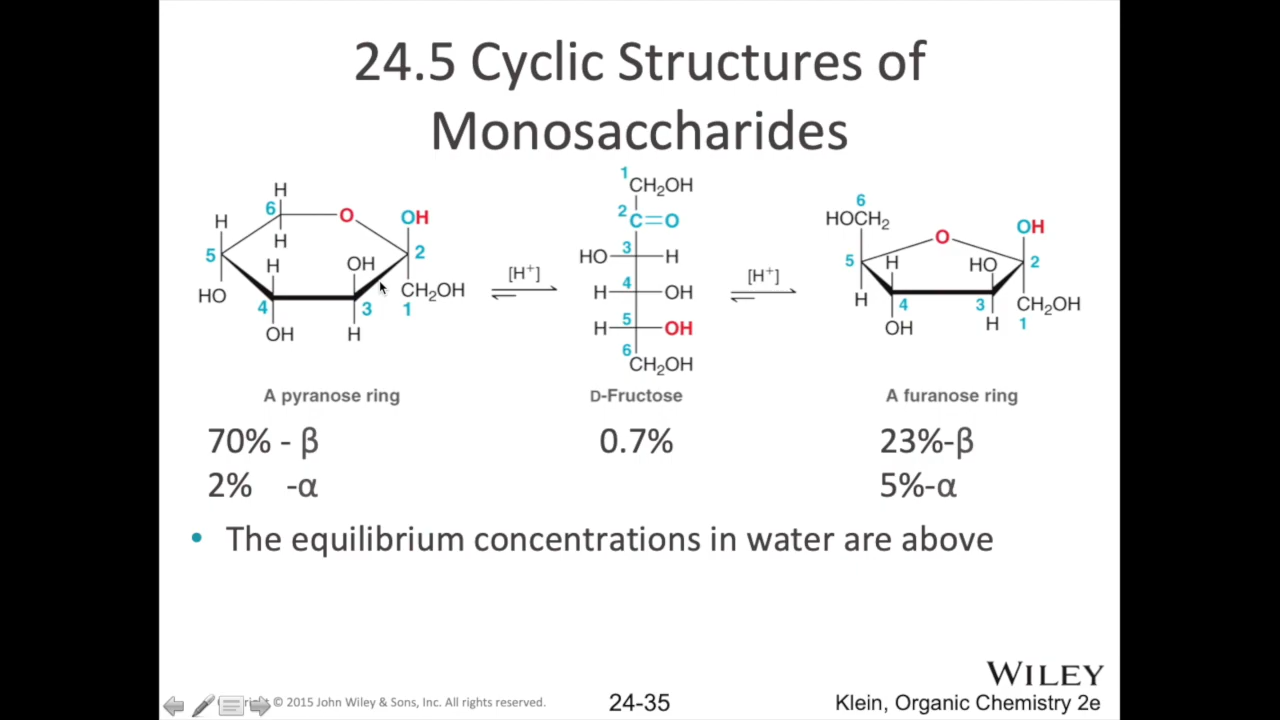 24.5 Cyclic Structures of
Monosaccharides
H
6
O
OH
H
H
5
H
OH
2
HO
4
3
CH₂OH
1
OH
H
A pyranose ring
[H⁺]
1
CH₂OH
2
C=O
HO 3 H
4
H OH
5
H OH
6
CH₂OH
D-Fructose
[H⁺]
6
HOCH₂
O
OH
5
H
HO
2
H
4
3
CH₂OH
OH
H
1
A furanose ring
70% - β
0.7%
23%-β
2% -α
5%-α
• The equilibrium concentrations in water are above
WILEY
© 2015 John Wiley & Sons, Inc. All rights reserved.
24-35
Klein, Organic Chemistry 2e